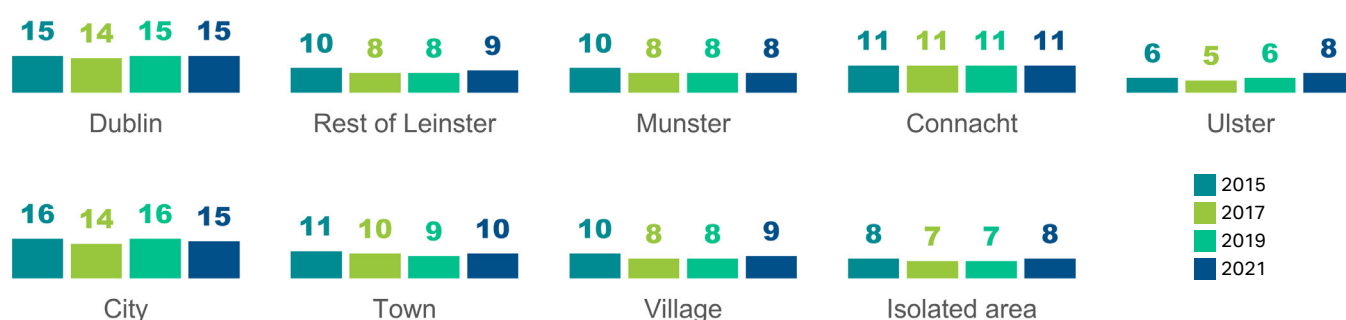 15 14 15 15
10 8 8 9
10 8 8 8
11 11 11 11
6 5 6 8
Dublin
Rest of Leinster
Munster
Connacht
Ulster
16 14 16 15
11 10 9 10
10 8 8 9
8 7 7 8
City
Town
Village
Isolated area
2015
2017
2019
2021